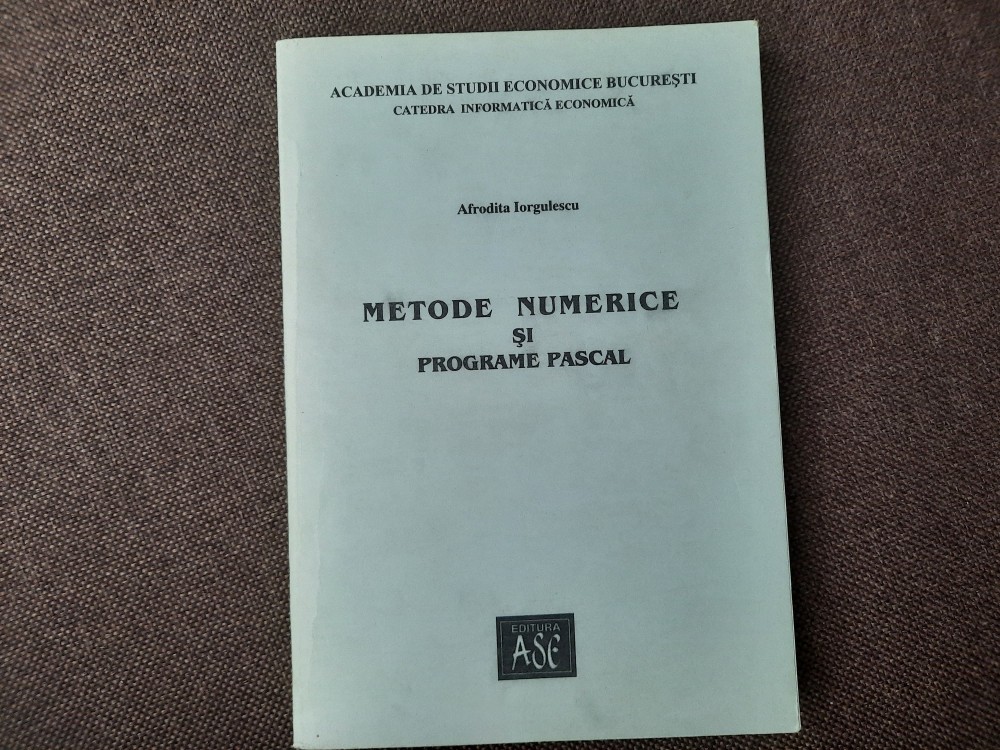 ACADEMIA DE STUDII ECONOMICE BUCUREŞTI
CATEDRA INFORMATICĂ ECONOMICĂ
Afrodita Iorgulescu
METODE NUMERICE
ŞI
PROGRAME PASCAL
EDITURA
ASE